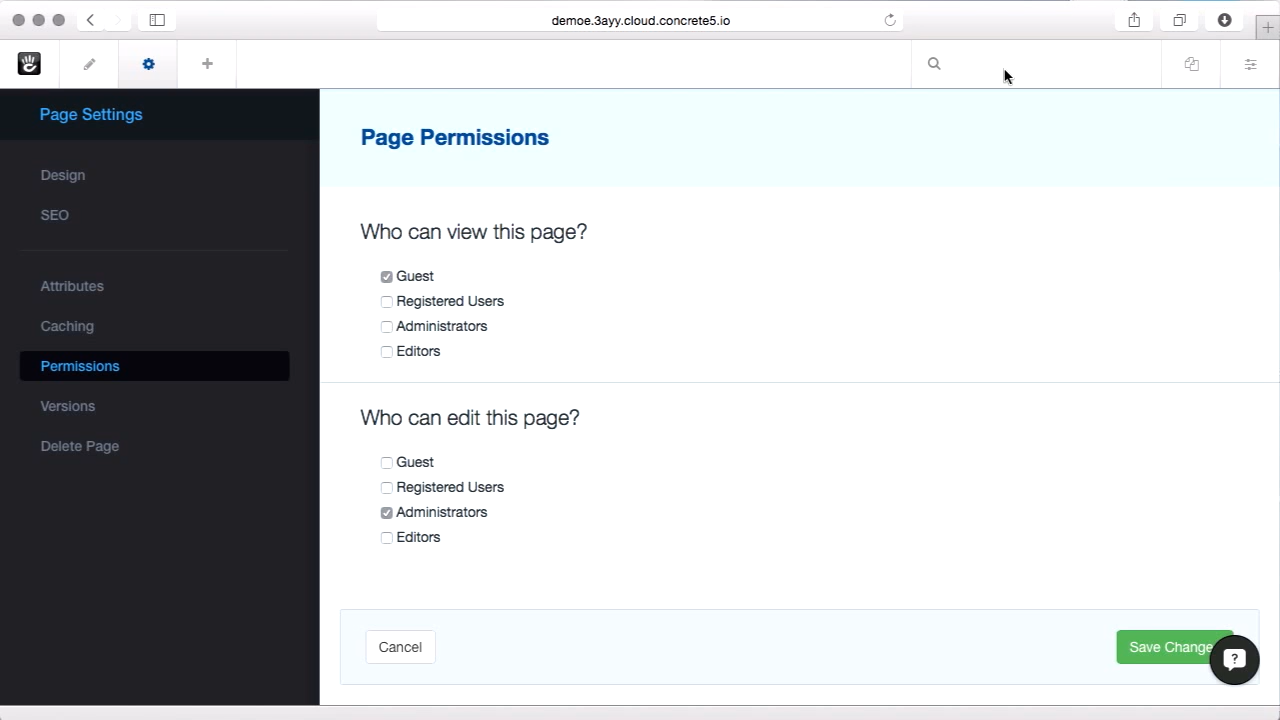 demoe.3ayy.cloud.concrete5.io
Page Settings
Design
SEO
Attributes
Caching
Permissions
Versions
Delete Page
Page Permissions
Who can view this page?
Guest
Registered Users
Administrators
Editors
Who can edit this page?
Guest
Registered Users
Administrators
Editors
Cancel
Save Change
?